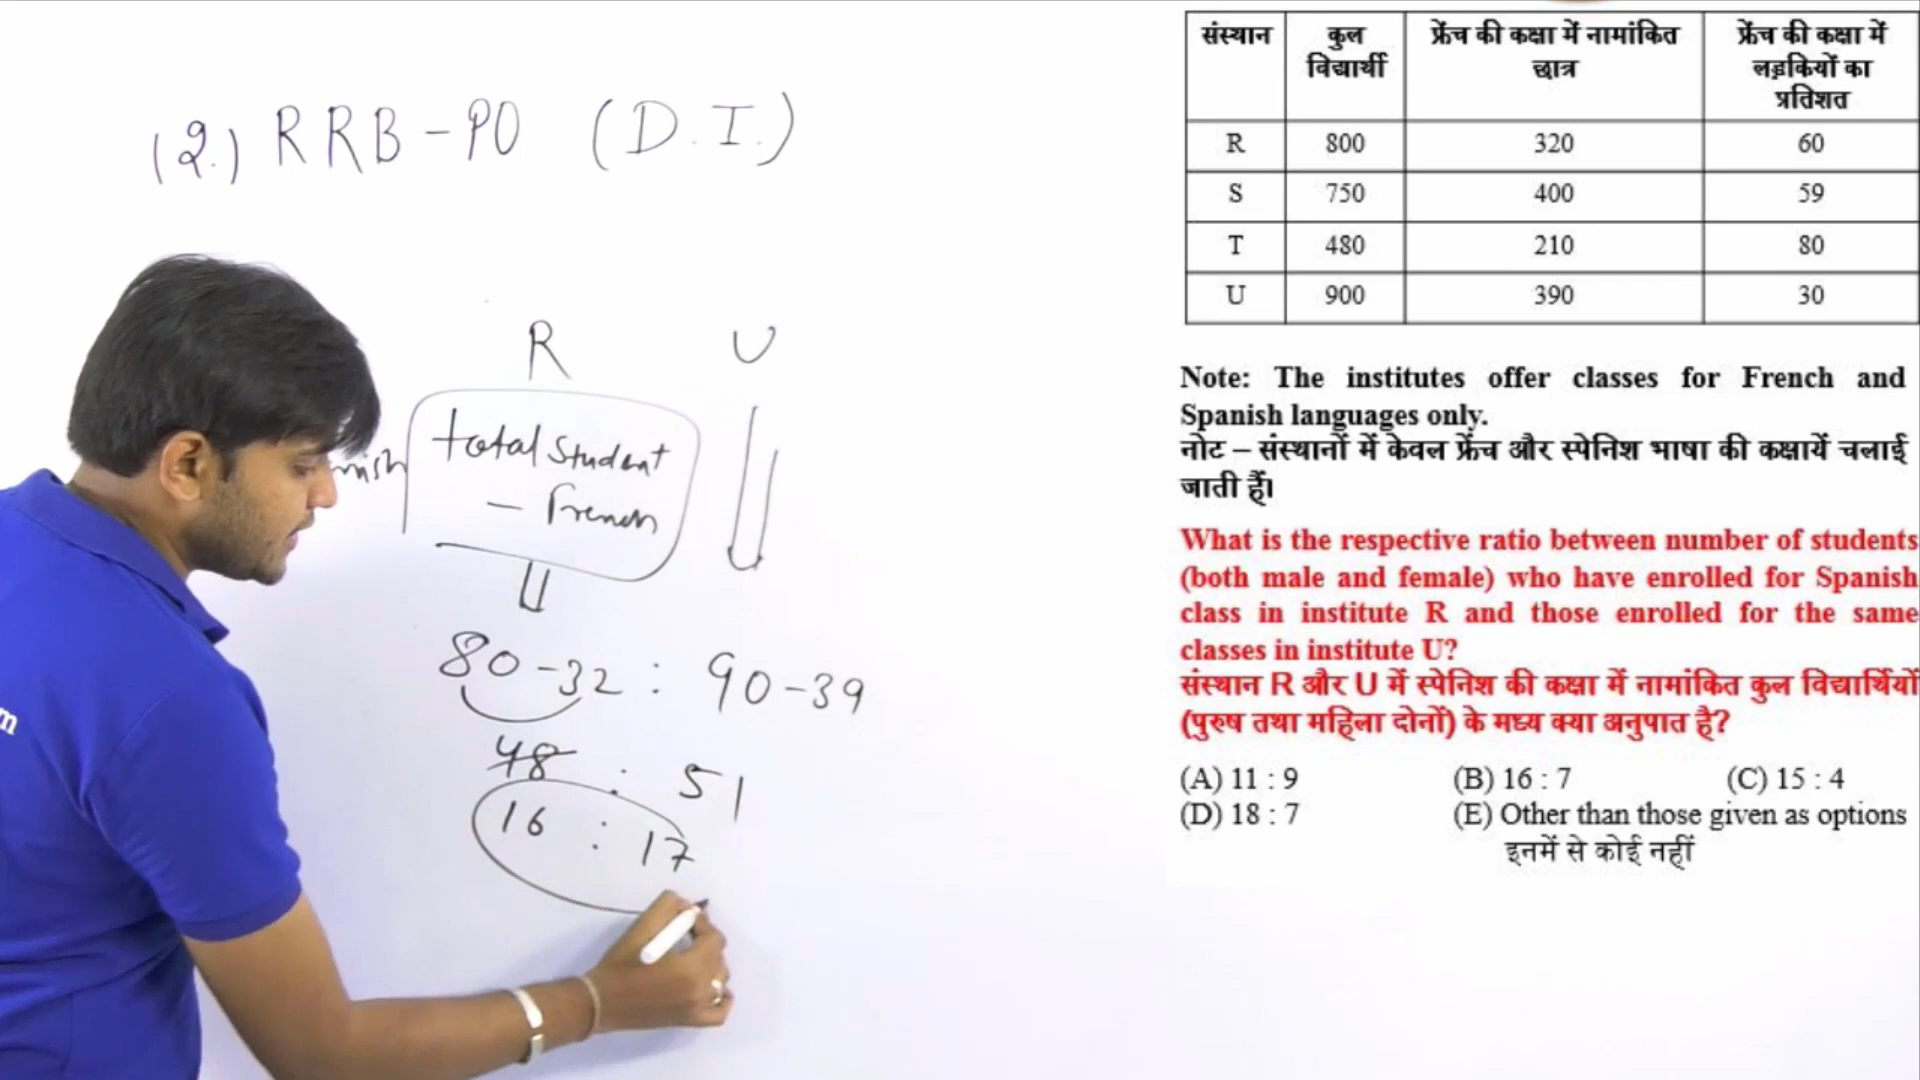 (2.) RRB-PO (D.I.)
R U
total Student
- French
80-32 : 90-39
48 : 51
16 : 17
m
संस्थान कुल विद्यार्थी फ्रेंच की कक्षा में नामांकित छात्र फ्रेंच की कक्षा में लड़कियों का प्रतिशत
R 800 320 60
S 750 400 59
T 480 210 80
U 900 390 30
Note: The institutes offer classes for French and
Spanish languages only.
नोट – संस्थानों में केवल फ्रेंच और स्पेनिश भाषा की कक्षायें चलाई
जाती हैं।
What is the respective ratio between number of students
(both male and female) who have enrolled for Spanish
class in institute R and those enrolled for the same
classes in institute U?
संस्थान R और U में स्पेनिश की कक्षा में नामांकित कुल विद्यार्थियों
(पुरुष तथा महिला दोनों) के मध्य क्या अनुपात है?
(A) 11 : 9 (B) 16 : 7 (C) 15 : 4
(D) 18 : 7 (E) Other than those given as options
इनमें से कोई नहीं